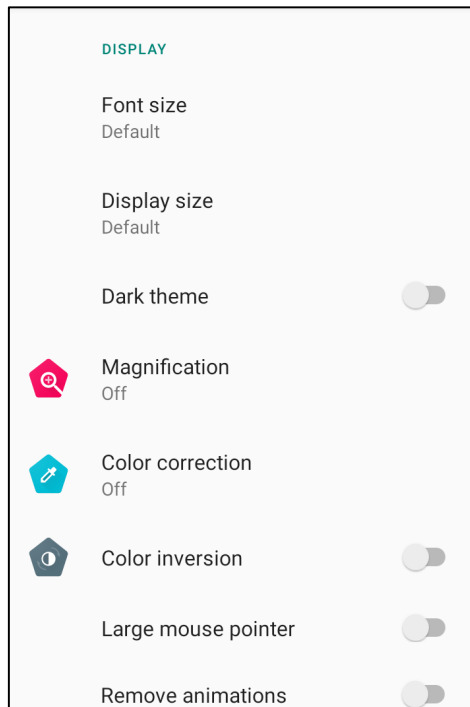 DISPLAY
Font size
Default
Display size
Default
Dark theme
Magnification
Off
Color correction
Off
Color inversion
Large mouse pointer
Remove animations